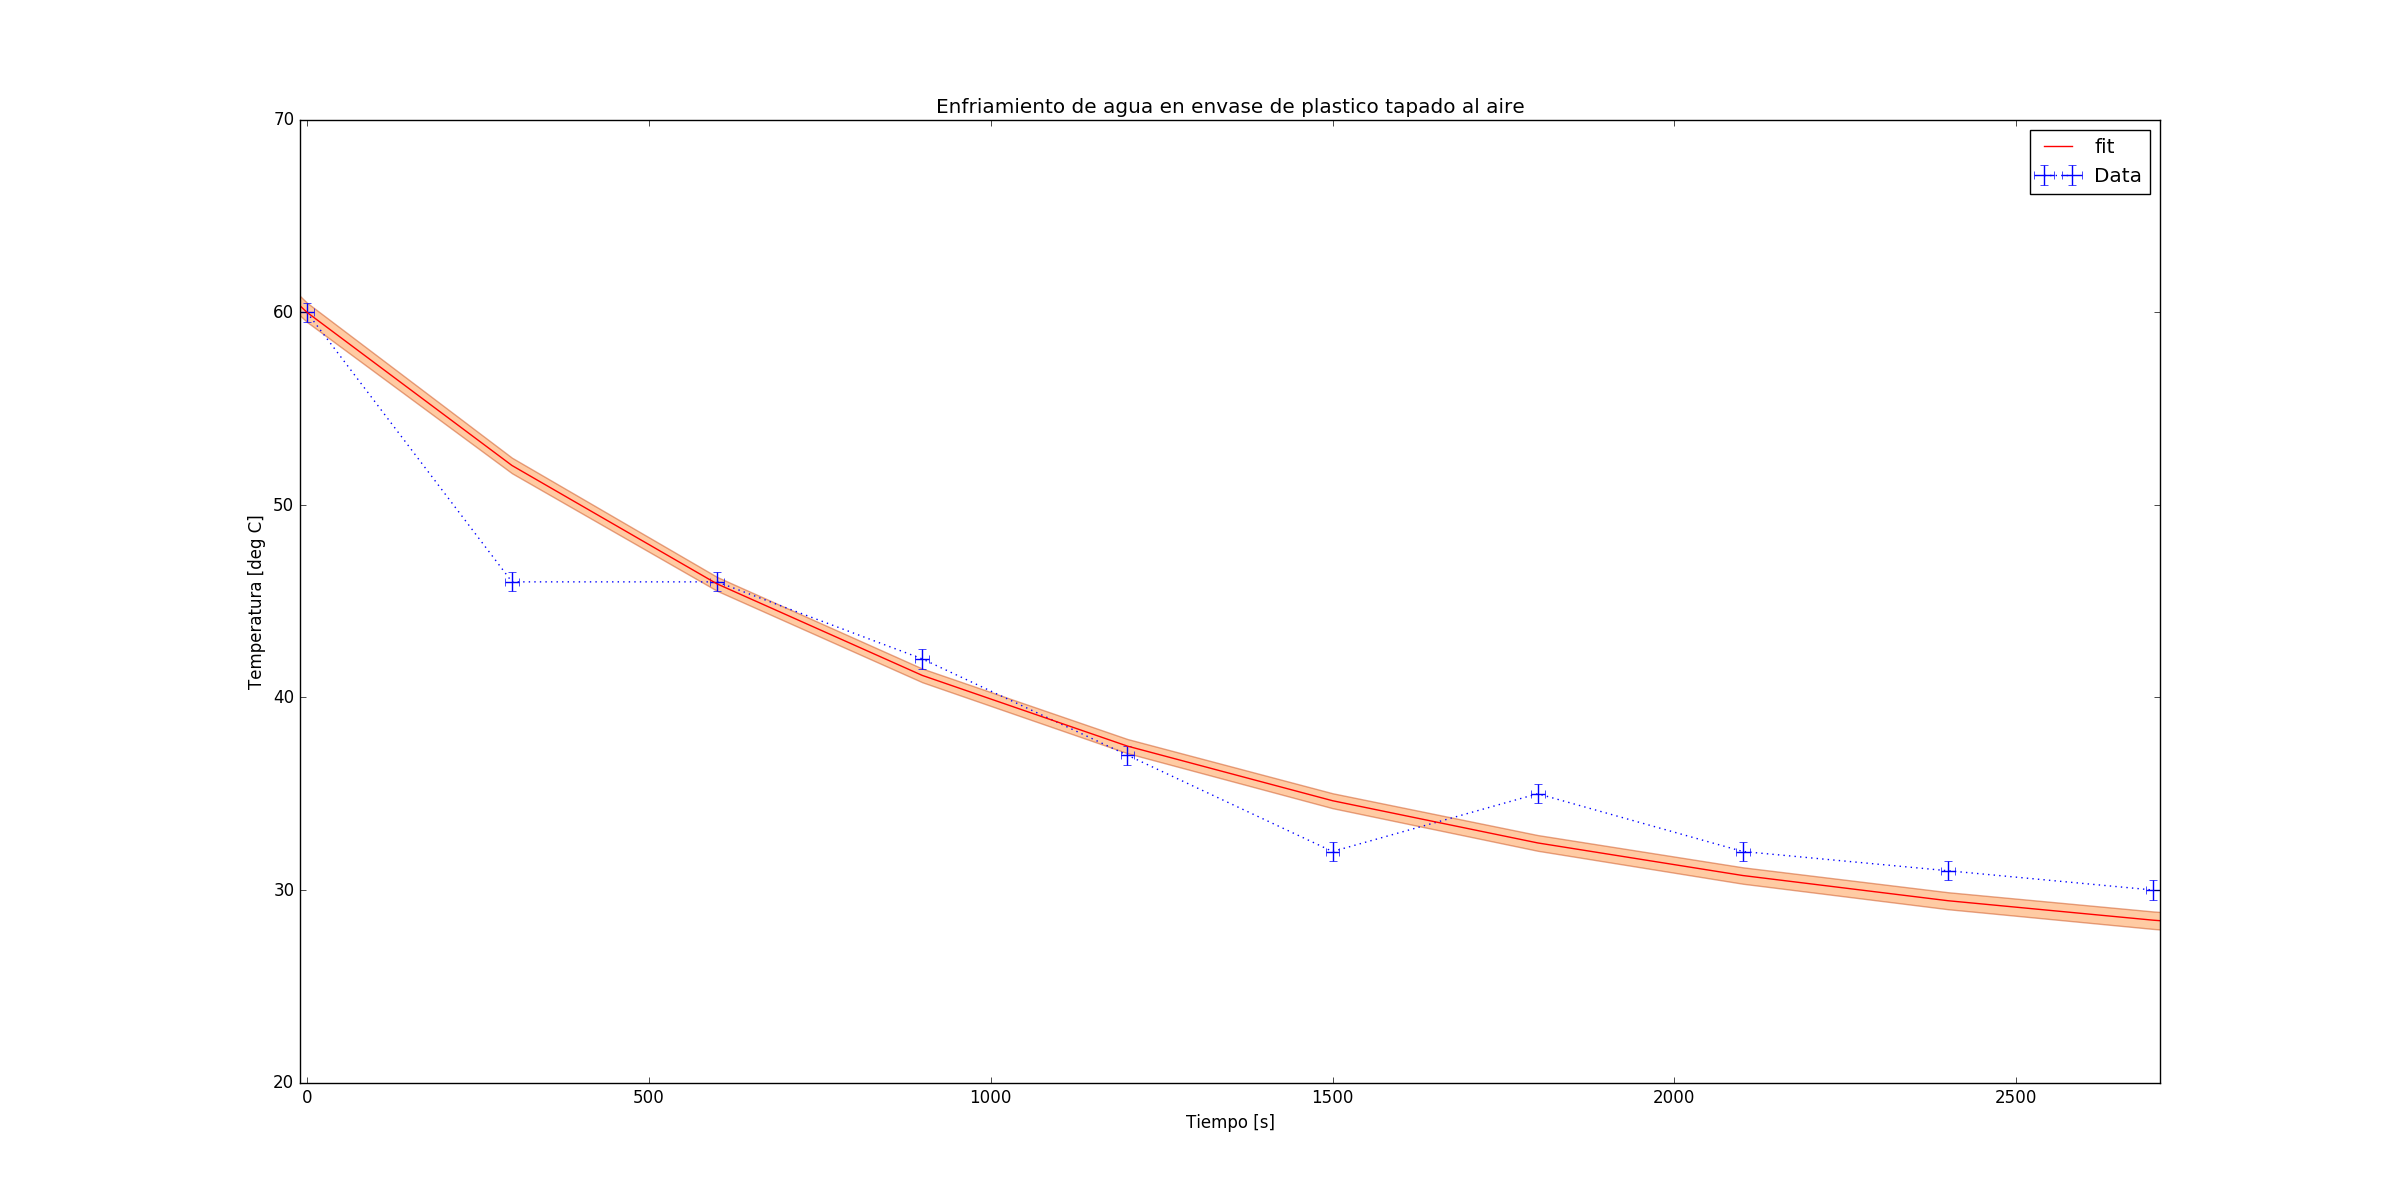 Enfriamiento de agua en envase de plastico tapado al aire
70
60
50
40
30
20
Temperatura [deg C]
fit
Data
0 500 1000 1500 2000 2500
Tiempo [s]